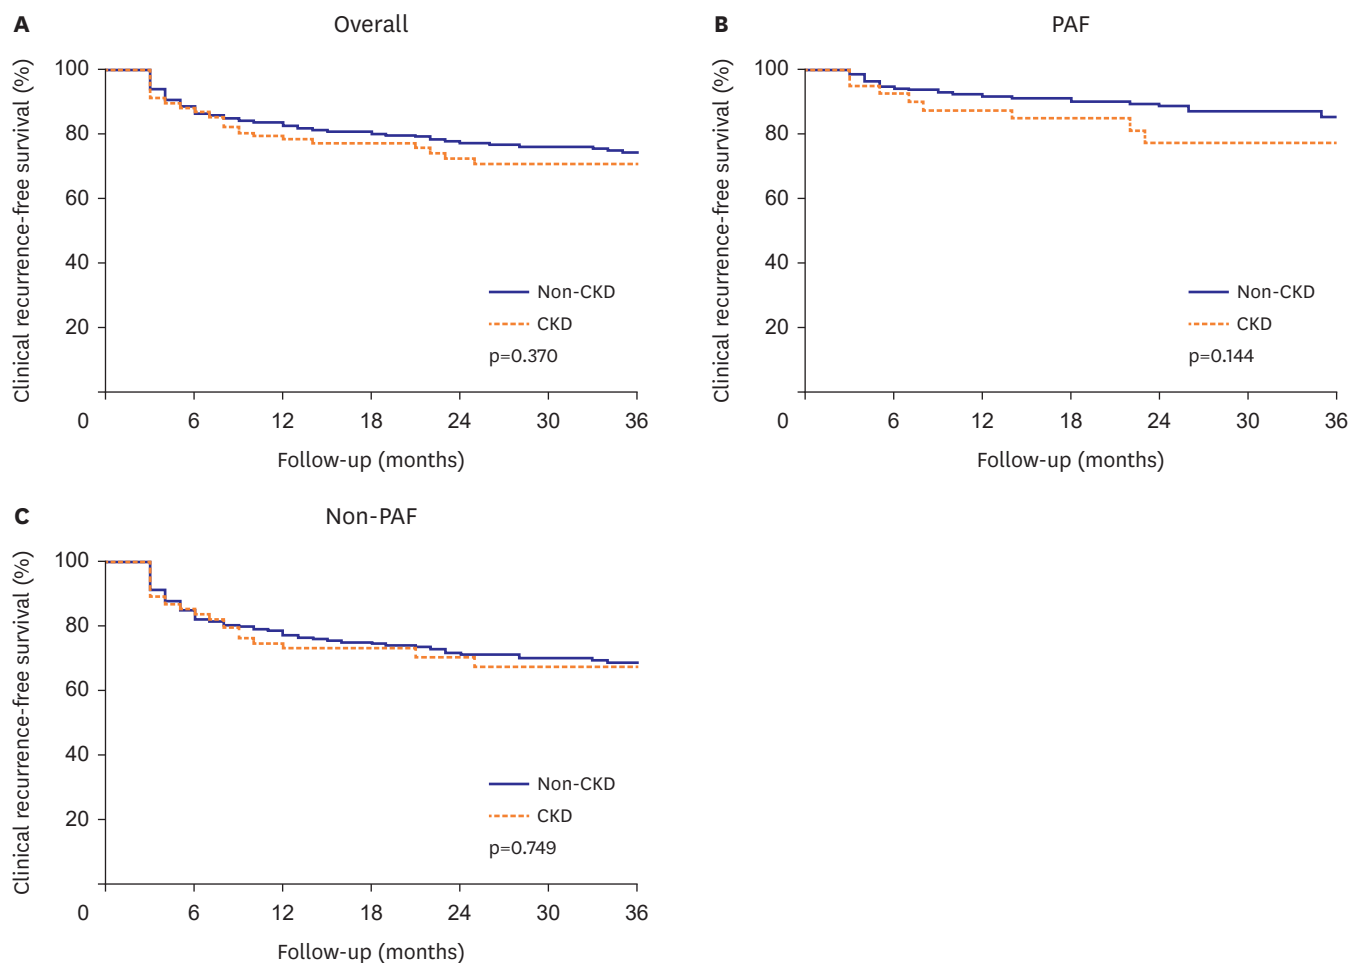 A
Overall
Clinical recurrence-free survival (%)
100
80
60
40
20
0
6
12
18
24
30
36
Non-CKD
CKD
p=0.370
Follow-up (months)
B
PAF
Clinical recurrence-free survival (%)
100
80
60
40
20
0
6
12
18
24
30
36
Non-CKD
CKD
p=0.144
Follow-up (months)
C
Non-PAF
Clinical recurrence-free survival (%)
100
80
60
40
20
0
6
12
18
24
30
36
Non-CKD
CKD
p=0.749
Follow-up (months)